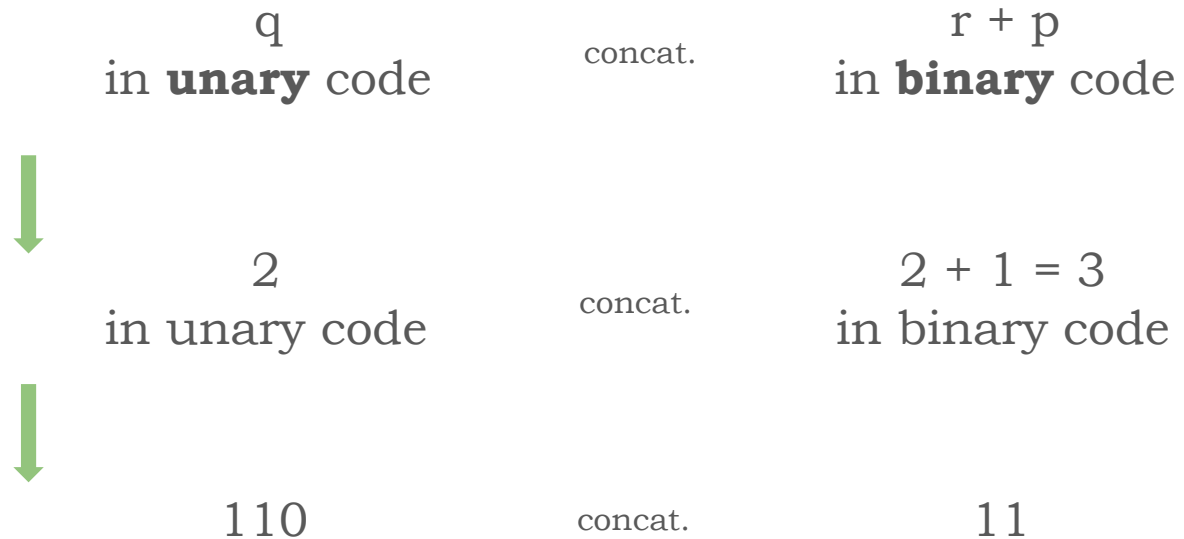 q concat. r + p
in unary code in binary code
2 concat. 2 + 1 = 3
in unary code in binary code
110 concat. 11